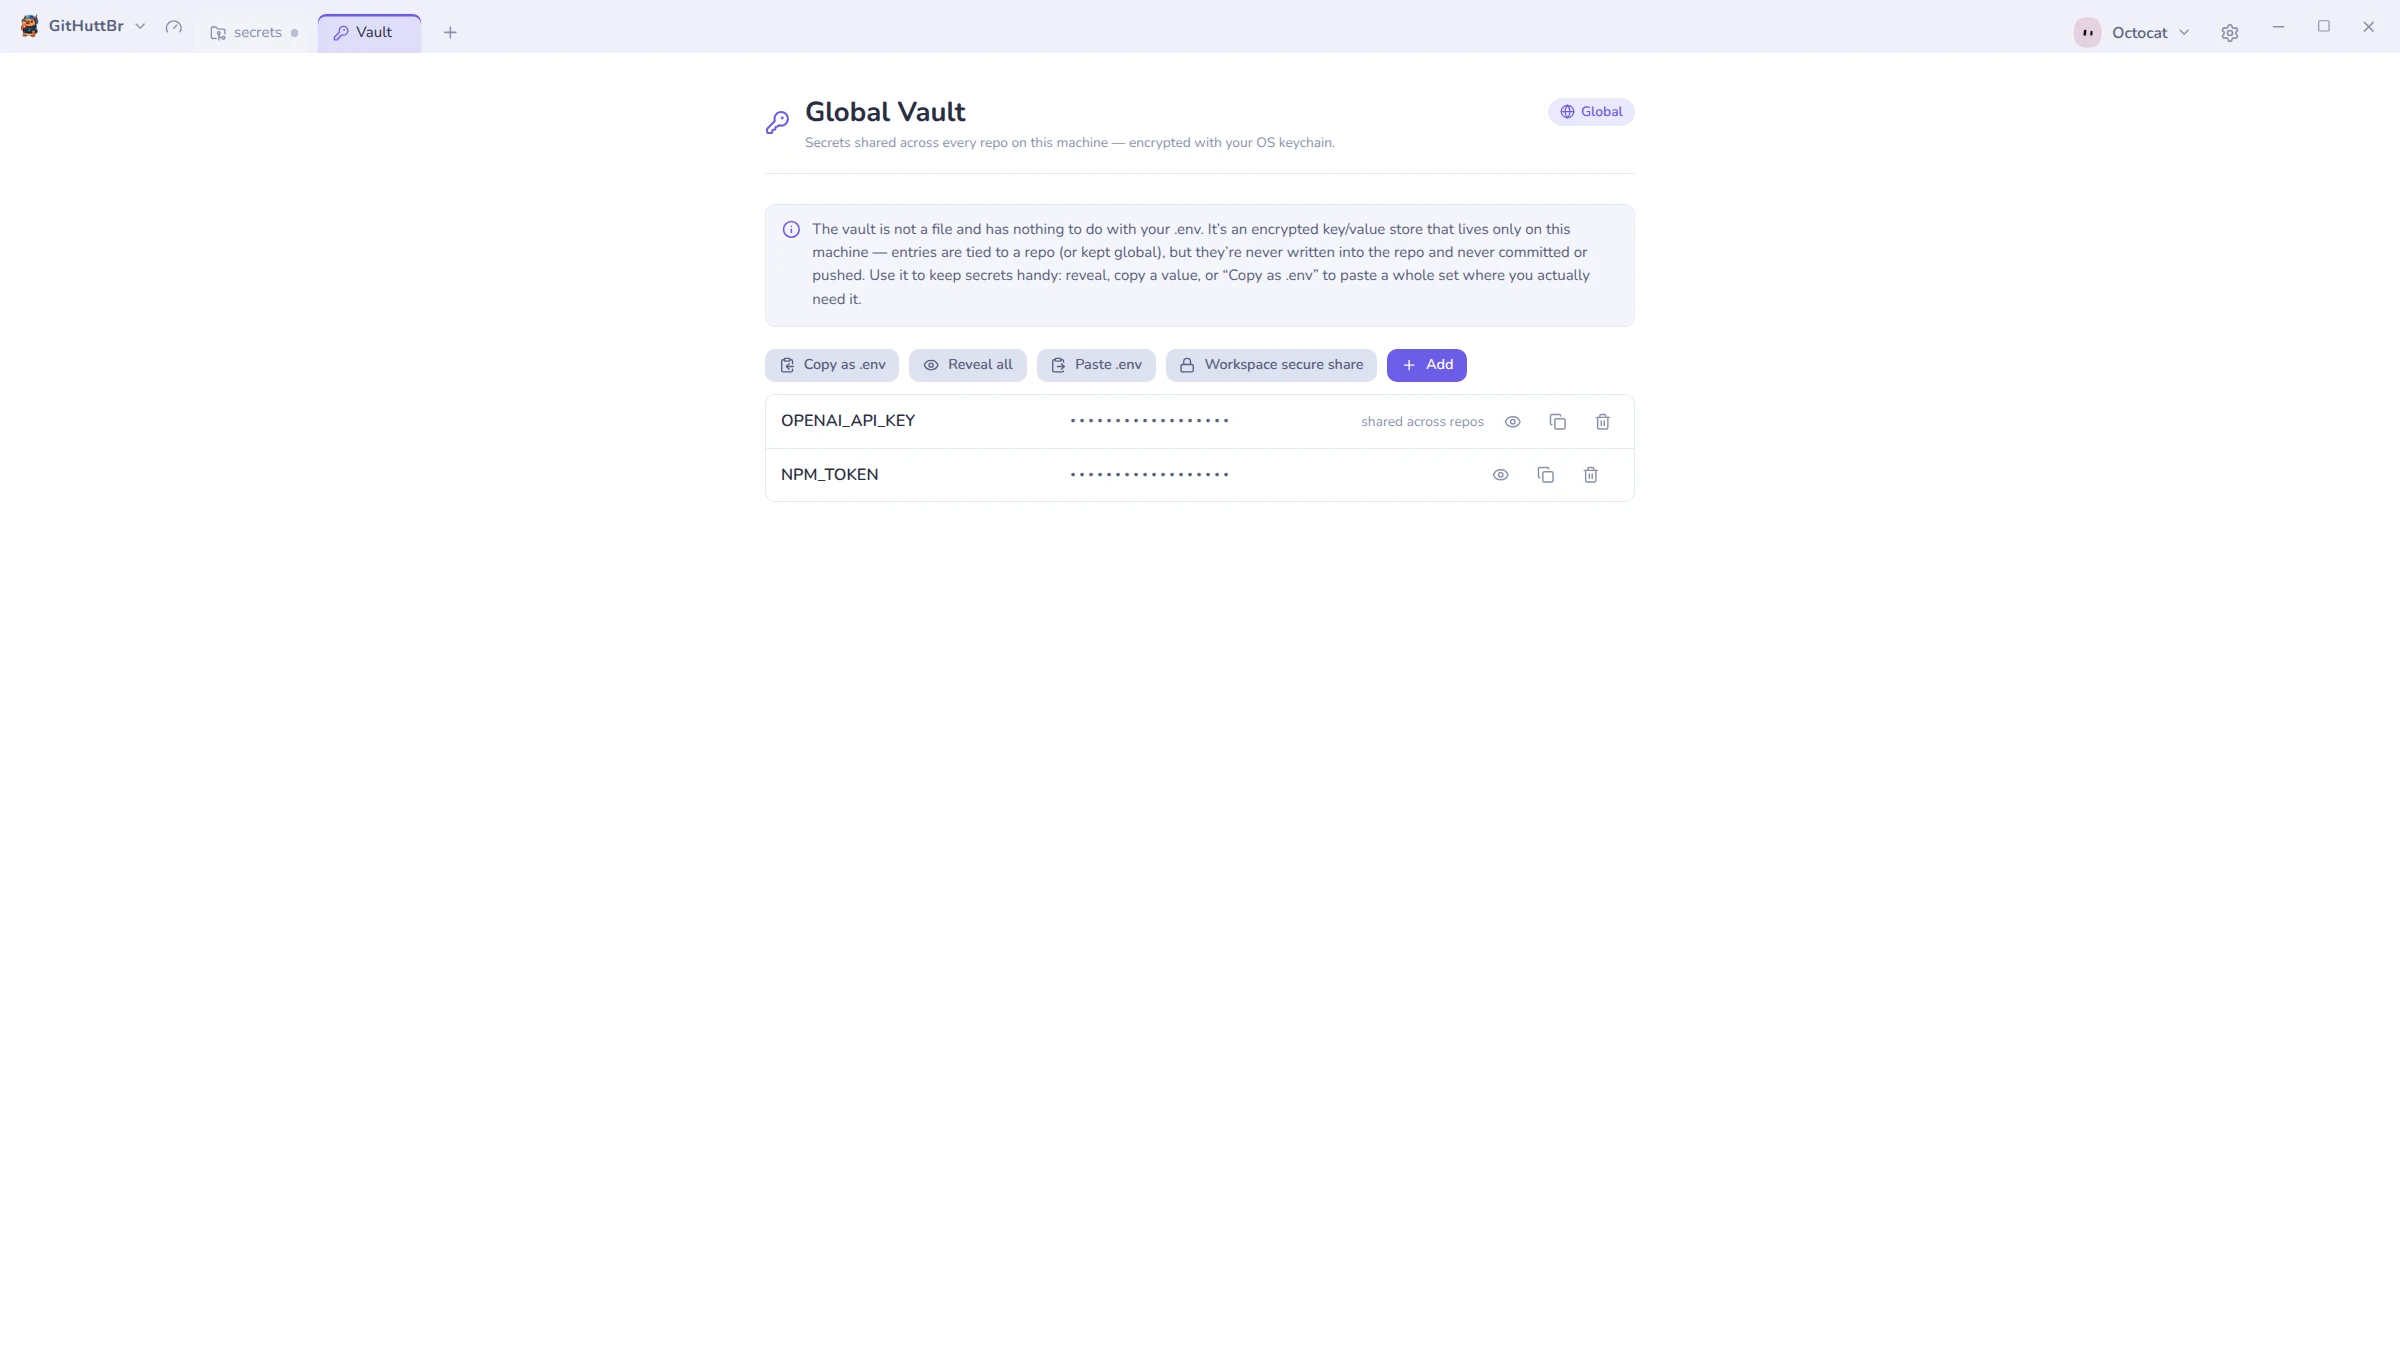 GitHuttBr
secrets
Vault
Octocat
Global Vault
Global
Secrets shared across every repo on this machine — encrypted with your OS keychain.
The vault is not a file and has nothing to do with your .env. It’s an encrypted key/value store that lives only on this
machine — entries are tied to a repo (or kept global), but they’re never written into the repo and never committed or
pushed. Use it to keep secrets handy: reveal, copy a value, or “Copy as .env” to paste a whole set where you actually
need it.
Copy as .env
Reveal all
Paste .env
Workspace secure share
Add
OPENAI_API_KEY
••••••••••••••••••
shared across repos
NPM_TOKEN
••••••••••••••••••